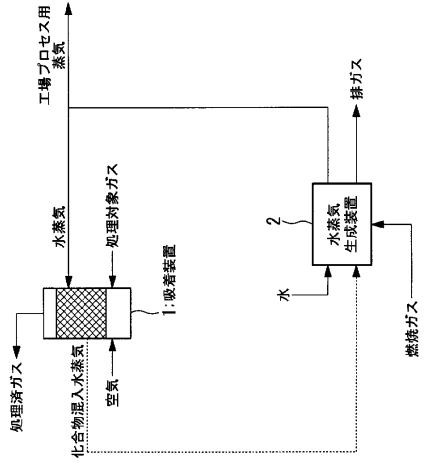 工場プロセス用
蒸気
水蒸気
処理対象ガス
1;吸着装置
処理済ガス
化合物混入水蒸気
空気
排ガス
2
水蒸気
生成装置
水
燃焼ガス